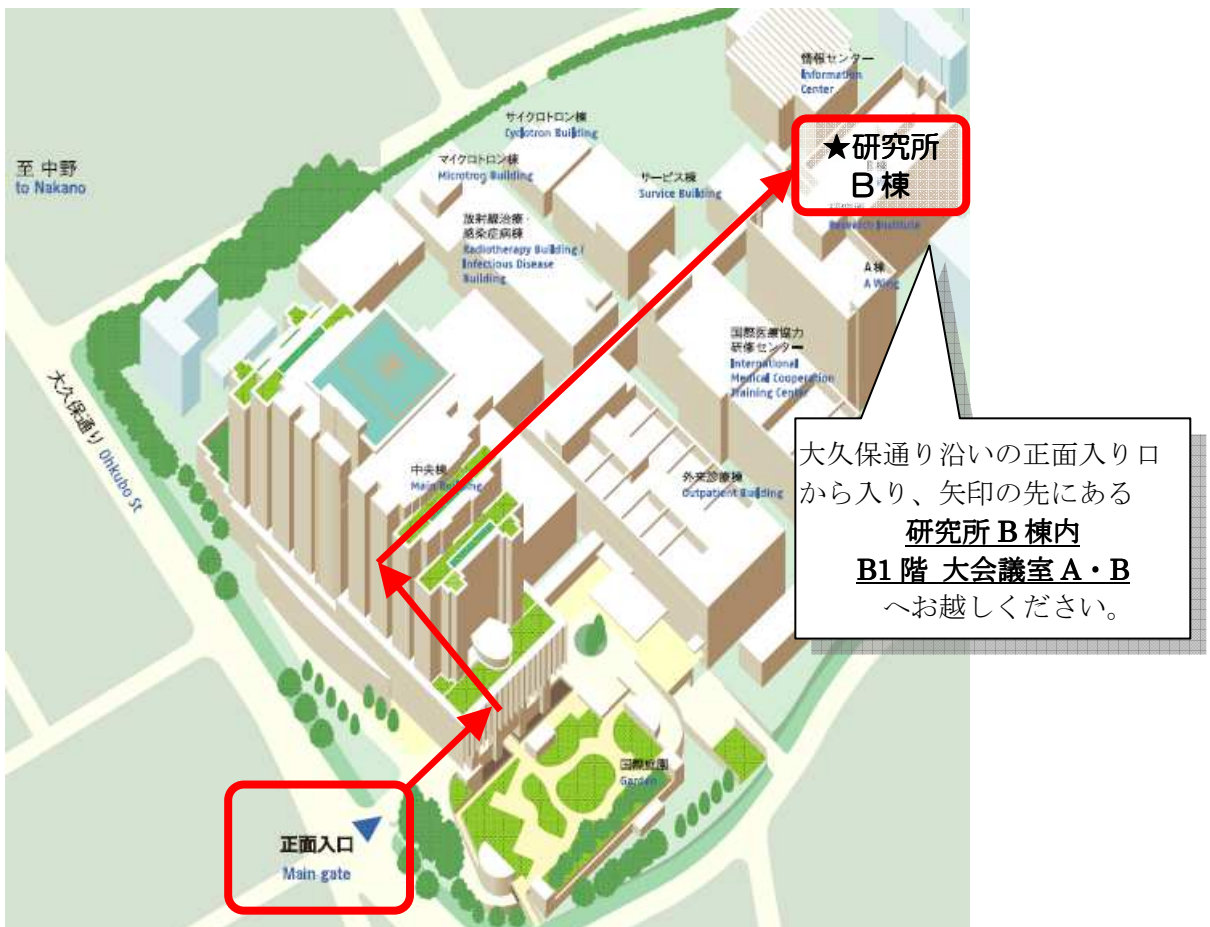 情報センター
Information
Center
サイクロトロン棟
Cyclotron Building
★研究所
B棟
至 中野
to Nakano
マイクロトロン棟
Microtron Building
サービス棟
Survice Building
放射線治療・
感染症病棟
Radiotherapy Building /
Infectious Disease
Building
Research Institute
A棟
A Wing
国際医療協力
研修センター
International
Medical Cooperation
Training Center
大久保通り Ohkubo St
中央棟
Main Building
外来診療棟
Outpatient Building
大久保通り沿いの正面入り口
から入り、矢印の先にある
研究所 B 棟内
B1 階 大会議室 A・B
へお越しください。
国際庭園
Garden
正面入口
Main gate